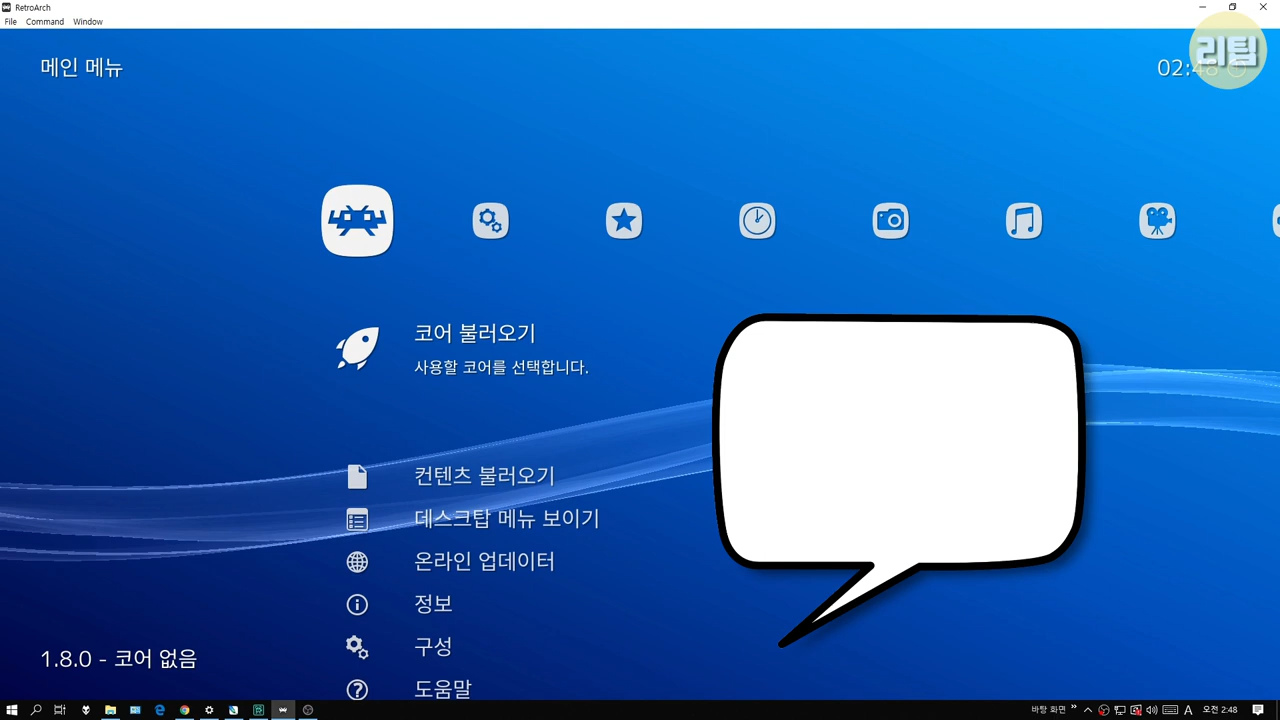 RetroArch
File Command Window
메인 메뉴
02:48
리팀
코어 불러오기
사용할 코어를 선택합니다.
컨텐츠 불러오기
데스크탑 메뉴 보이기
온라인 업데이터
정보
구성
도움말
1.8.0 - 코어 없음
바탕 화면 » A 오전 2:48